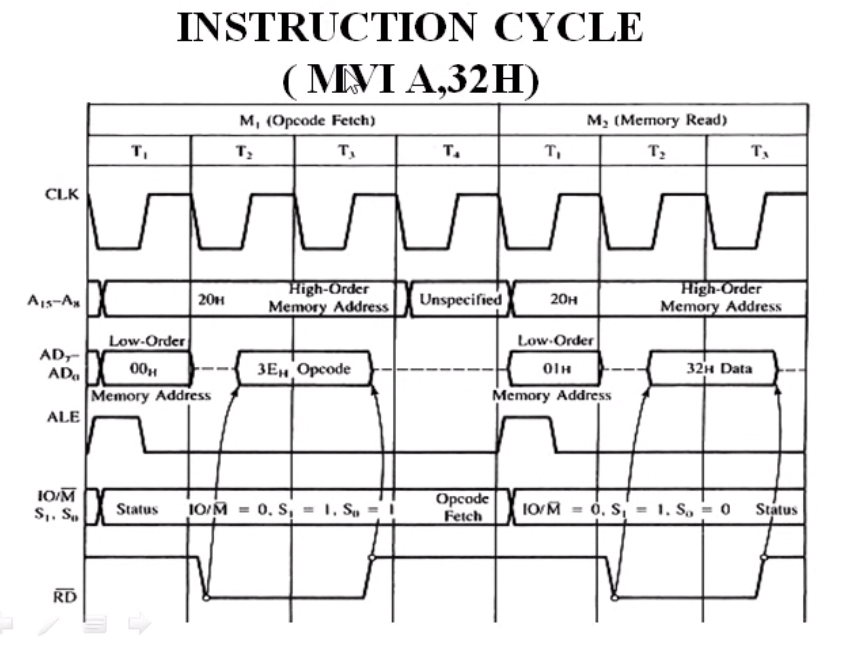 INSTRUCTION CYCLE
( MVI A,32H)
M₁ (Opcode Fetch) M₂ (Memory Read)
T₁ T₂ T₃ T₄ T₁ T₂ T₃
CLK
A₁₅–A₈ 20H High-Order Memory Address Unspecified 20H High-Order Memory Address
Low-Order Low-Order
AD₇– AD₀ 00H 3EH Opcode 01H 32H Data
Memory Address Memory Address
ALE
IO/M̅ S₁, S₀ Status IO/M̅ = 0, S₁ = 1, S₀ = 1 Opcode Fetch IO/M̅ = 0, S₁ = 1, S₀ = 0 Status
R̅D̅